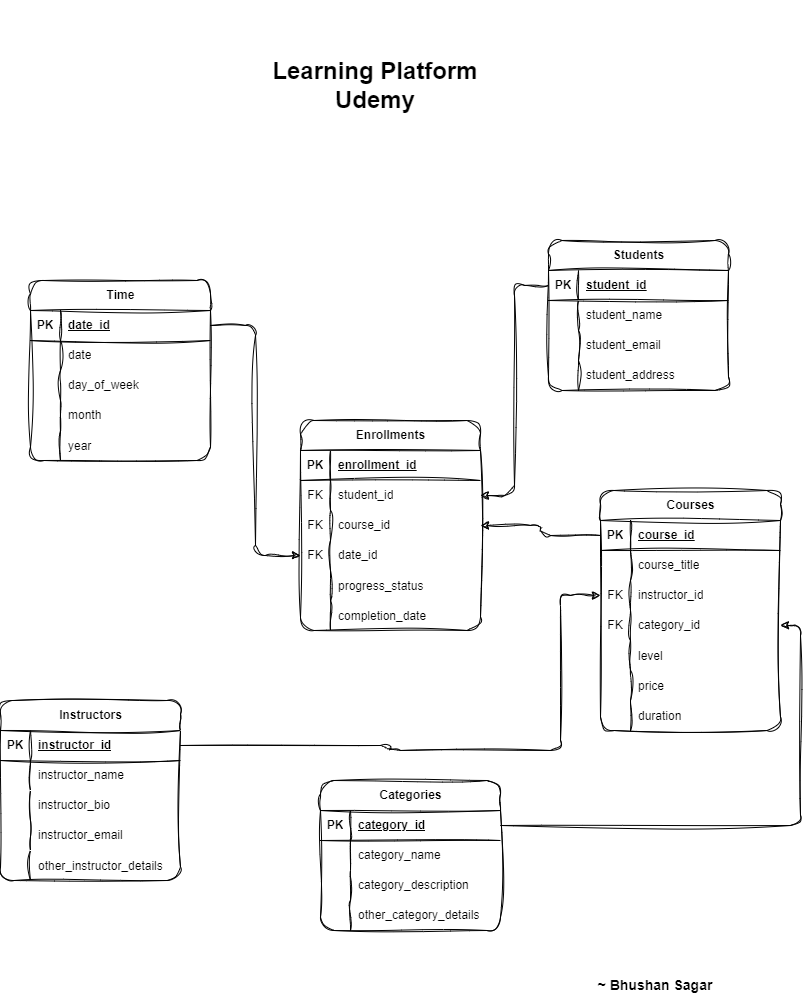 Learning Platform
Udemy
Students
PK student_id
student_name
student_email
student_address
Time
PK date_id
date
day_of_week
month
year
Enrollments
PK enrollment_id
FK student_id
FK course_id
FK date_id
progress_status
completion_date
Courses
PK course_id
course_title
FK instructor_id
FK category_id
level
price
duration
Instructors
PK instructor_id
instructor_name
instructor_bio
instructor_email
other_instructor_details
Categories
PK category_id
category_name
category_description
other_category_details
~ Bhushan Sagar